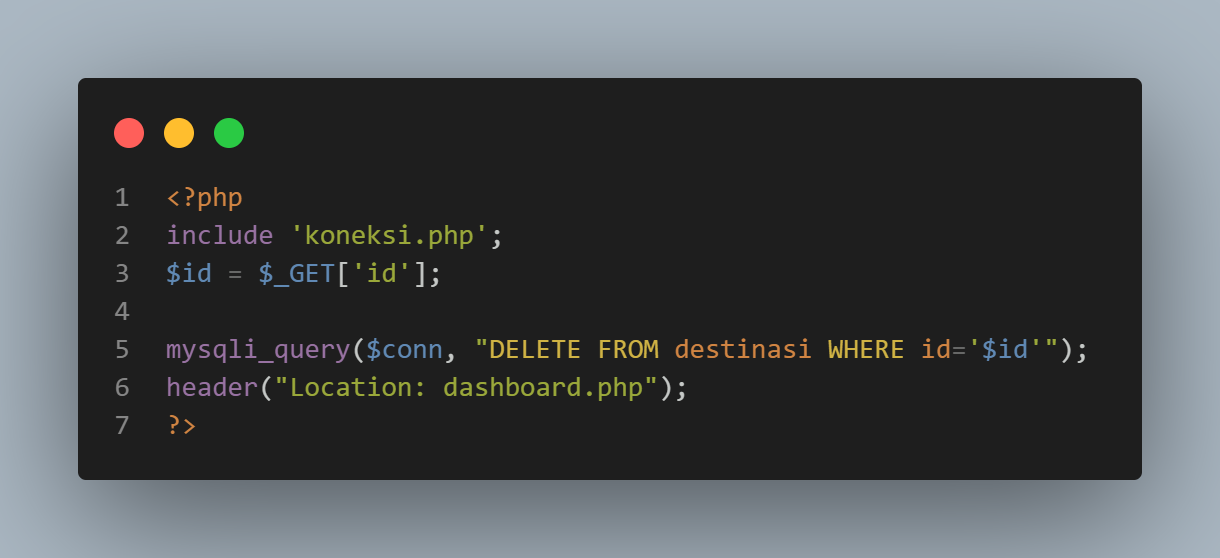 1 <?php
2 include 'koneksi.php';
3 $id = $_GET['id'];
4
5 mysqli_query($conn, "DELETE FROM destinasi WHERE id='$id'");
6 header("Location: dashboard.php");
7 ?>